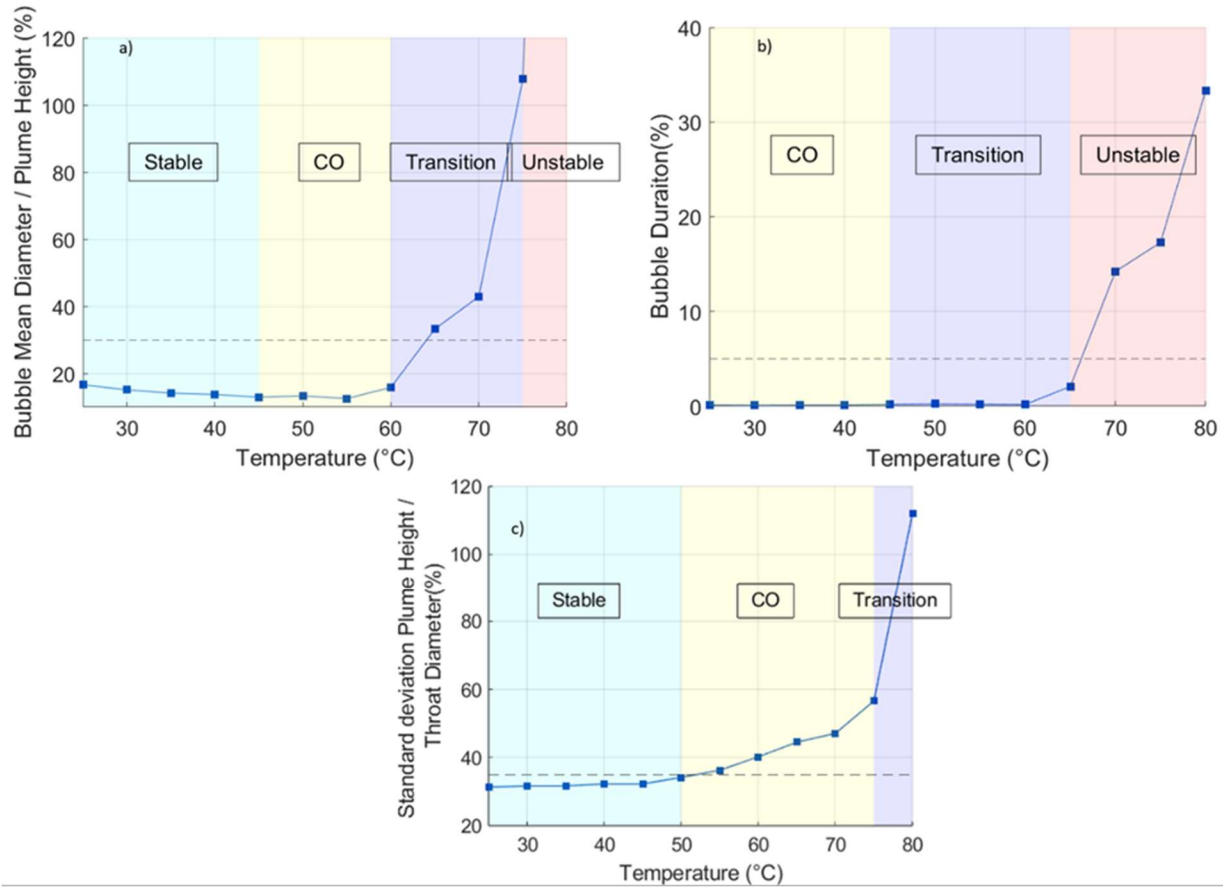 a)
Bubble Mean Diameter / Plume Height (%)
120
100
80
60
40
20
Stable
CO
Transition
Unstable
30
40
50
60
70
80
Temperature (°C)
b)
Bubble Duraiton(%)
40
30
20
10
0
CO
Transition
Unstable
30
40
50
60
70
80
Temperature (°C)
c)
Standard deviation Plume Height /
Throat Diameter(%)
120
100
80
60
40
20
Stable
CO
Transition
30
40
50
60
70
80
Temperature (°C)